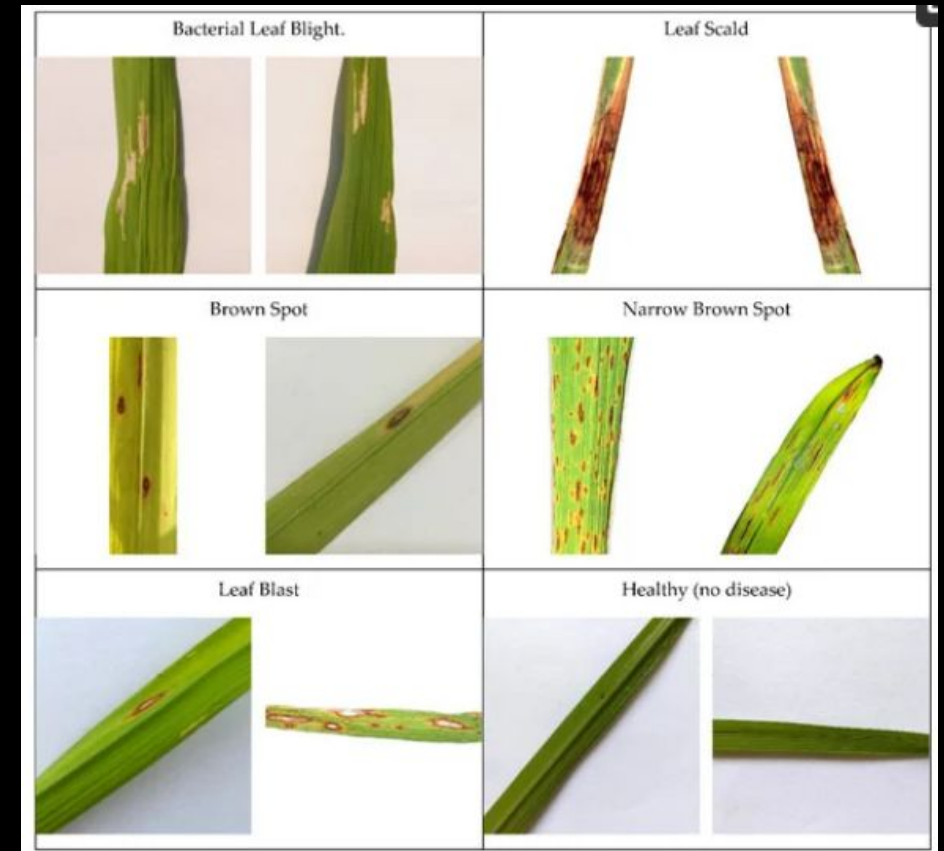 Bacterial Leaf Blight.
Leaf Scald
Brown Spot
Narrow Brown Spot
Leaf Blast
Healthy (no disease)